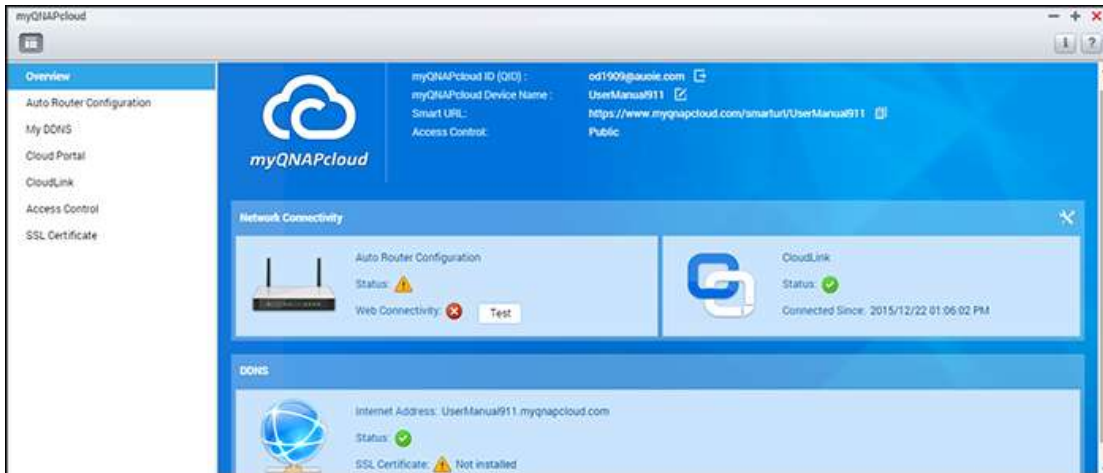 myQNAPcloud
Overview
Auto Router Configuration
My DDNS
Cloud Portal
CloudLink
Access Control
SSL Certificate
myQNAPcloud
myQNAPcloud ID (QID) : od1909@auoie.com
myQNAPcloud Device Name : UserManual911
Smart URL: https://www.myqnapcloud.com/smarturl/UserManual911
Access Control: Public
Network Connectivity
Auto Router Configuration
Status:
Web Connectivity: Test
CloudLink
Status:
Connected Since: 2015/12/22 01:06:02 PM
DDNS
Internet Address: UserManual911.myqnapcloud.com
Status:
SSL Certificate: Not installed